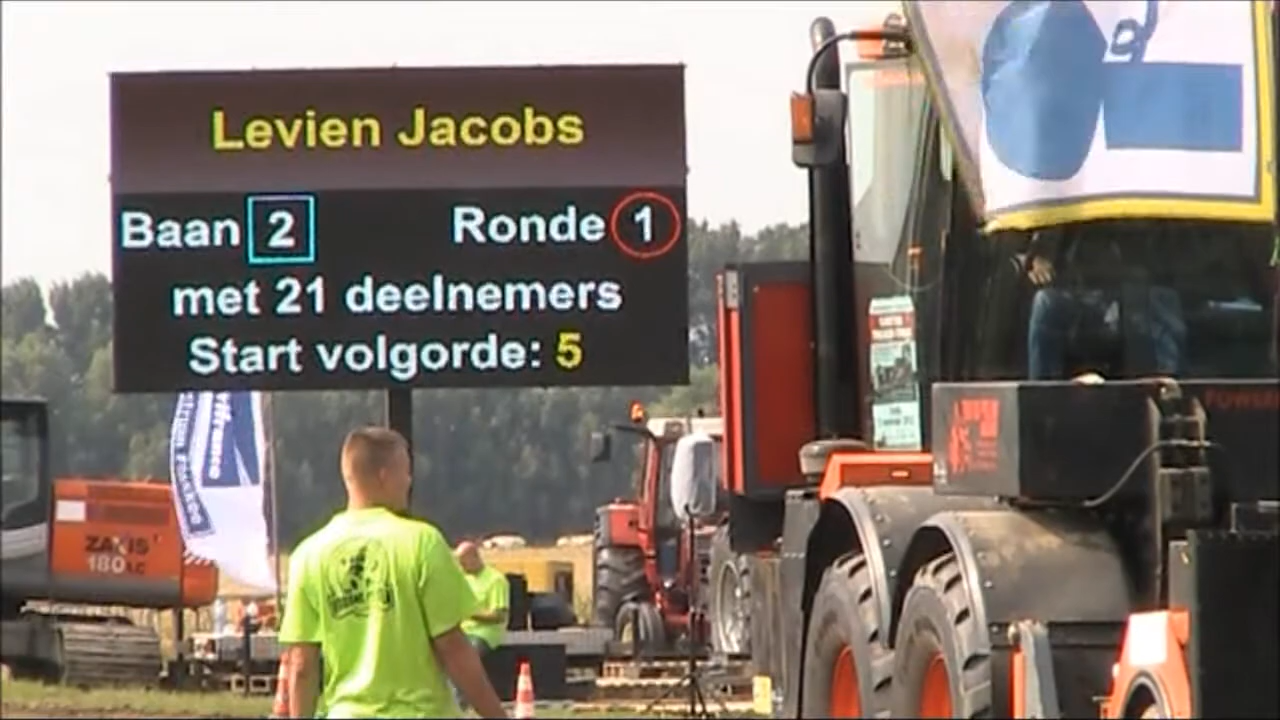 Levien Jacobs
Baan 2 Ronde 1
met 21 deelnemers
Start volgorde: 5
ZAXIS
180LC